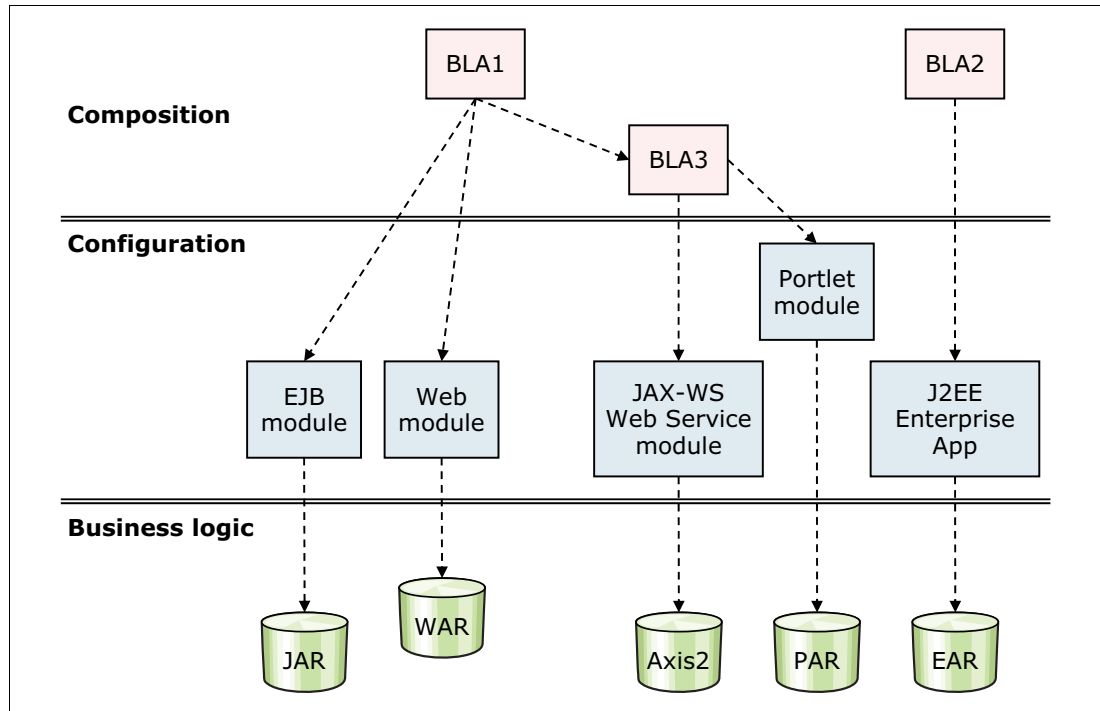 BLA1
BLA2
Composition
BLA3
Configuration
Portlet
module
EJB
module
Web
module
JAX-WS
Web Service
module
J2EE
Enterprise
App
Business logic
JAR
WAR
Axis2
PAR
EAR